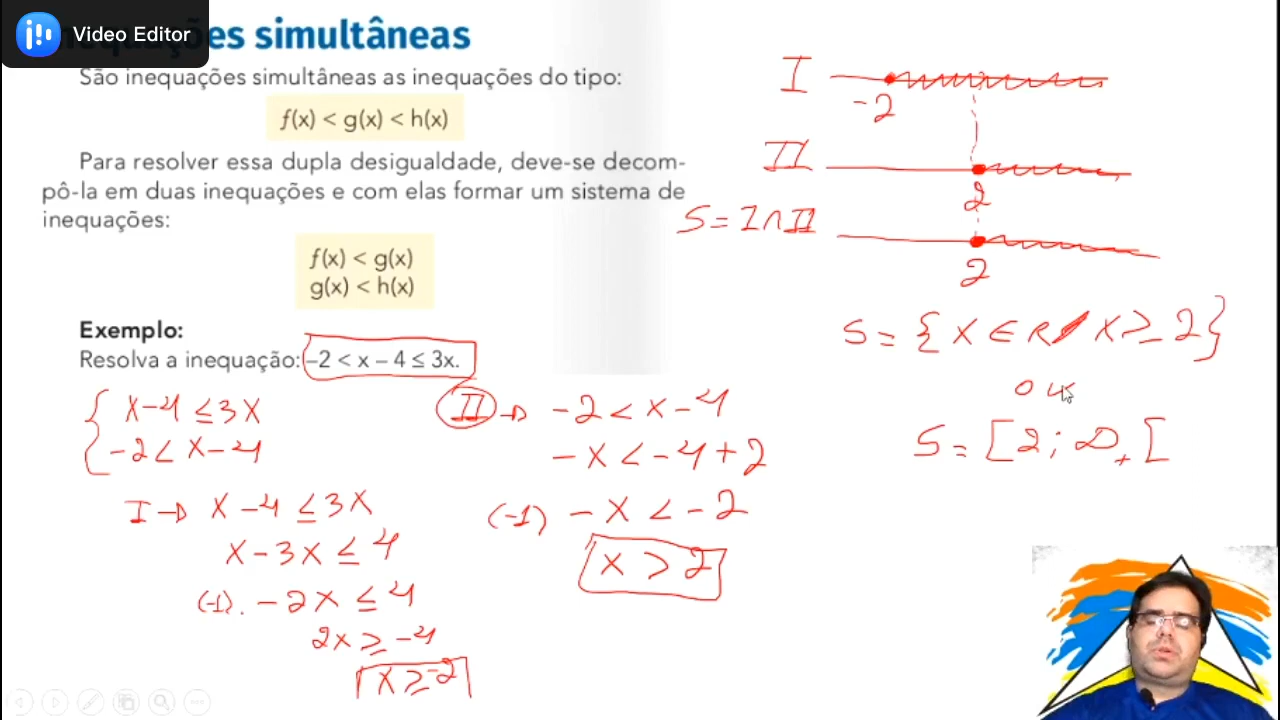 Video Editor
Inequações simultâneas
São inequações simultâneas as inequações do tipo:
f(x) < g(x) < h(x)
Para resolver essa dupla desigualdade, deve-se decom-
pô-la em duas inequações e com elas formar um sistema de
inequações:
f(x) < g(x)
g(x) < h(x)
Exemplo:
Resolva a inequação: –2 < x – 4 ≤ 3x.
x-4 ≤ 3x
-2 < x-4
I → x-4 ≤ 3x
x-3x ≤ 4
(-1). -2x ≤ 4
2x ≥ -4
x ≥ -2
II → -2 < x-4
-x < -4+2
(-1) -x < -2
x > 2
I
-2
II
2
S = I∩II
2
S = {x ∈ R/ x ≥ 2}
ou
S = [2; ∞+[